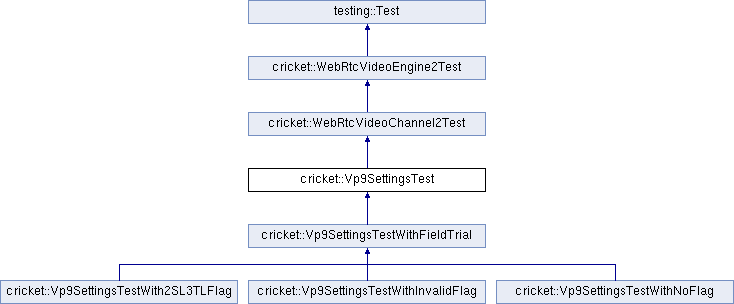 testing::Test
cricket::WebRtcVideoEngine2Test
cricket::WebRtcVideoChannel2Test
cricket::Vp9SettingsTest
cricket::Vp9SettingsTestWithFieldTrial
cricket::Vp9SettingsTestWith2SL3TLFlag
cricket::Vp9SettingsTestWithInvalidFlag
cricket::Vp9SettingsTestWithNoFlag